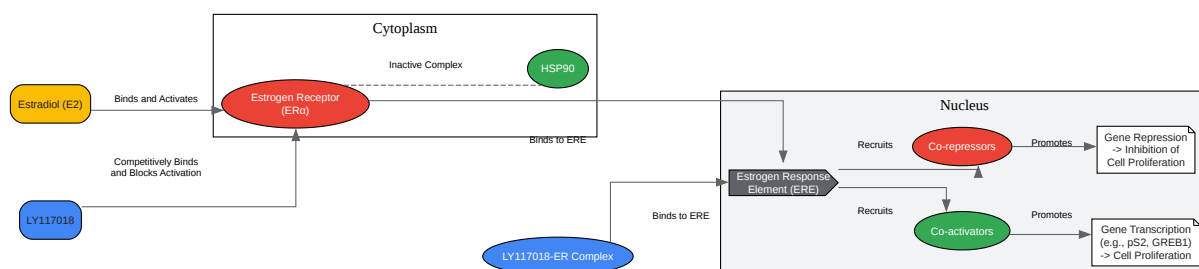 Cytoplasm
Inactive Complex
HSP90
Estradiol (E2)
Binds and Activates
Estrogen Receptor
(ERα)
Binds to ERE
Competitively Binds
and Blocks Activation
LY117018
LY117018-ER Complex
Binds to ERE
Nucleus
Estrogen Response
Element (ERE)
Recruits
Co-repressors
Promotes
Gene Repression
-> Inhibition of
Cell Proliferation
Recruits
Co-activators
Promotes
Gene Transcription
(e.g., pS2, GREB1)
-> Cell Proliferation